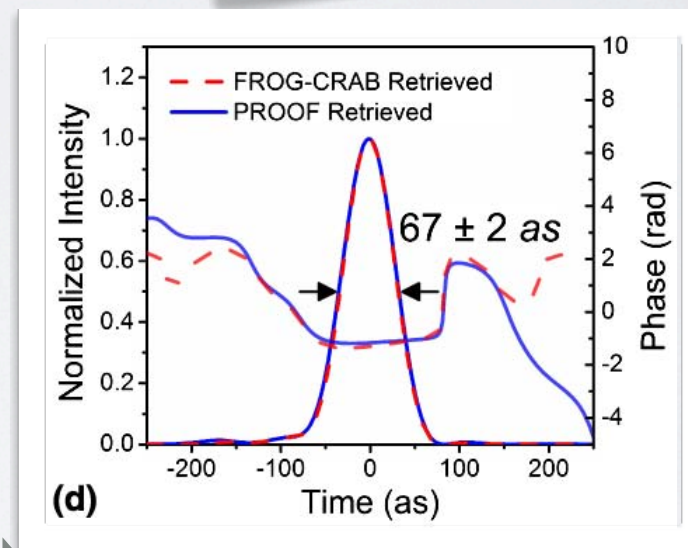 FROG-CRAB Retrieved
PROOF Retrieved
67 ± 2 as
Normalized Intensity
1.2
1.0
0.8
0.6
0.4
0.2
0.0
Phase (rad)
10
8
6
4
2
0
-2
-4
-200 -100 0 100 200
Time (as)
(d)